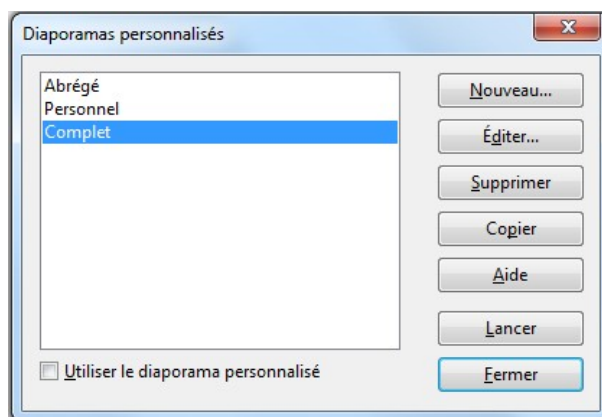 Diaporamas personnalisés
Abrégé
Personnel
Complet
Nouveau...
Éditer...
Supprimer
Copier
Aide
Lancer
Utiliser le diaporama personnalisé
Fermer